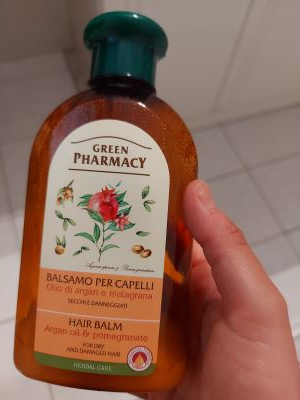 GREEN
PHARMACY
BALSAMO PER CAPELLI
Olio di argan e melagrana
SECCHI E DANNEGGIATI
HAIR BALM
Argan oil & pomegranate
FOR DRY
AND DAMAGED HAIR
HERBAL CARE